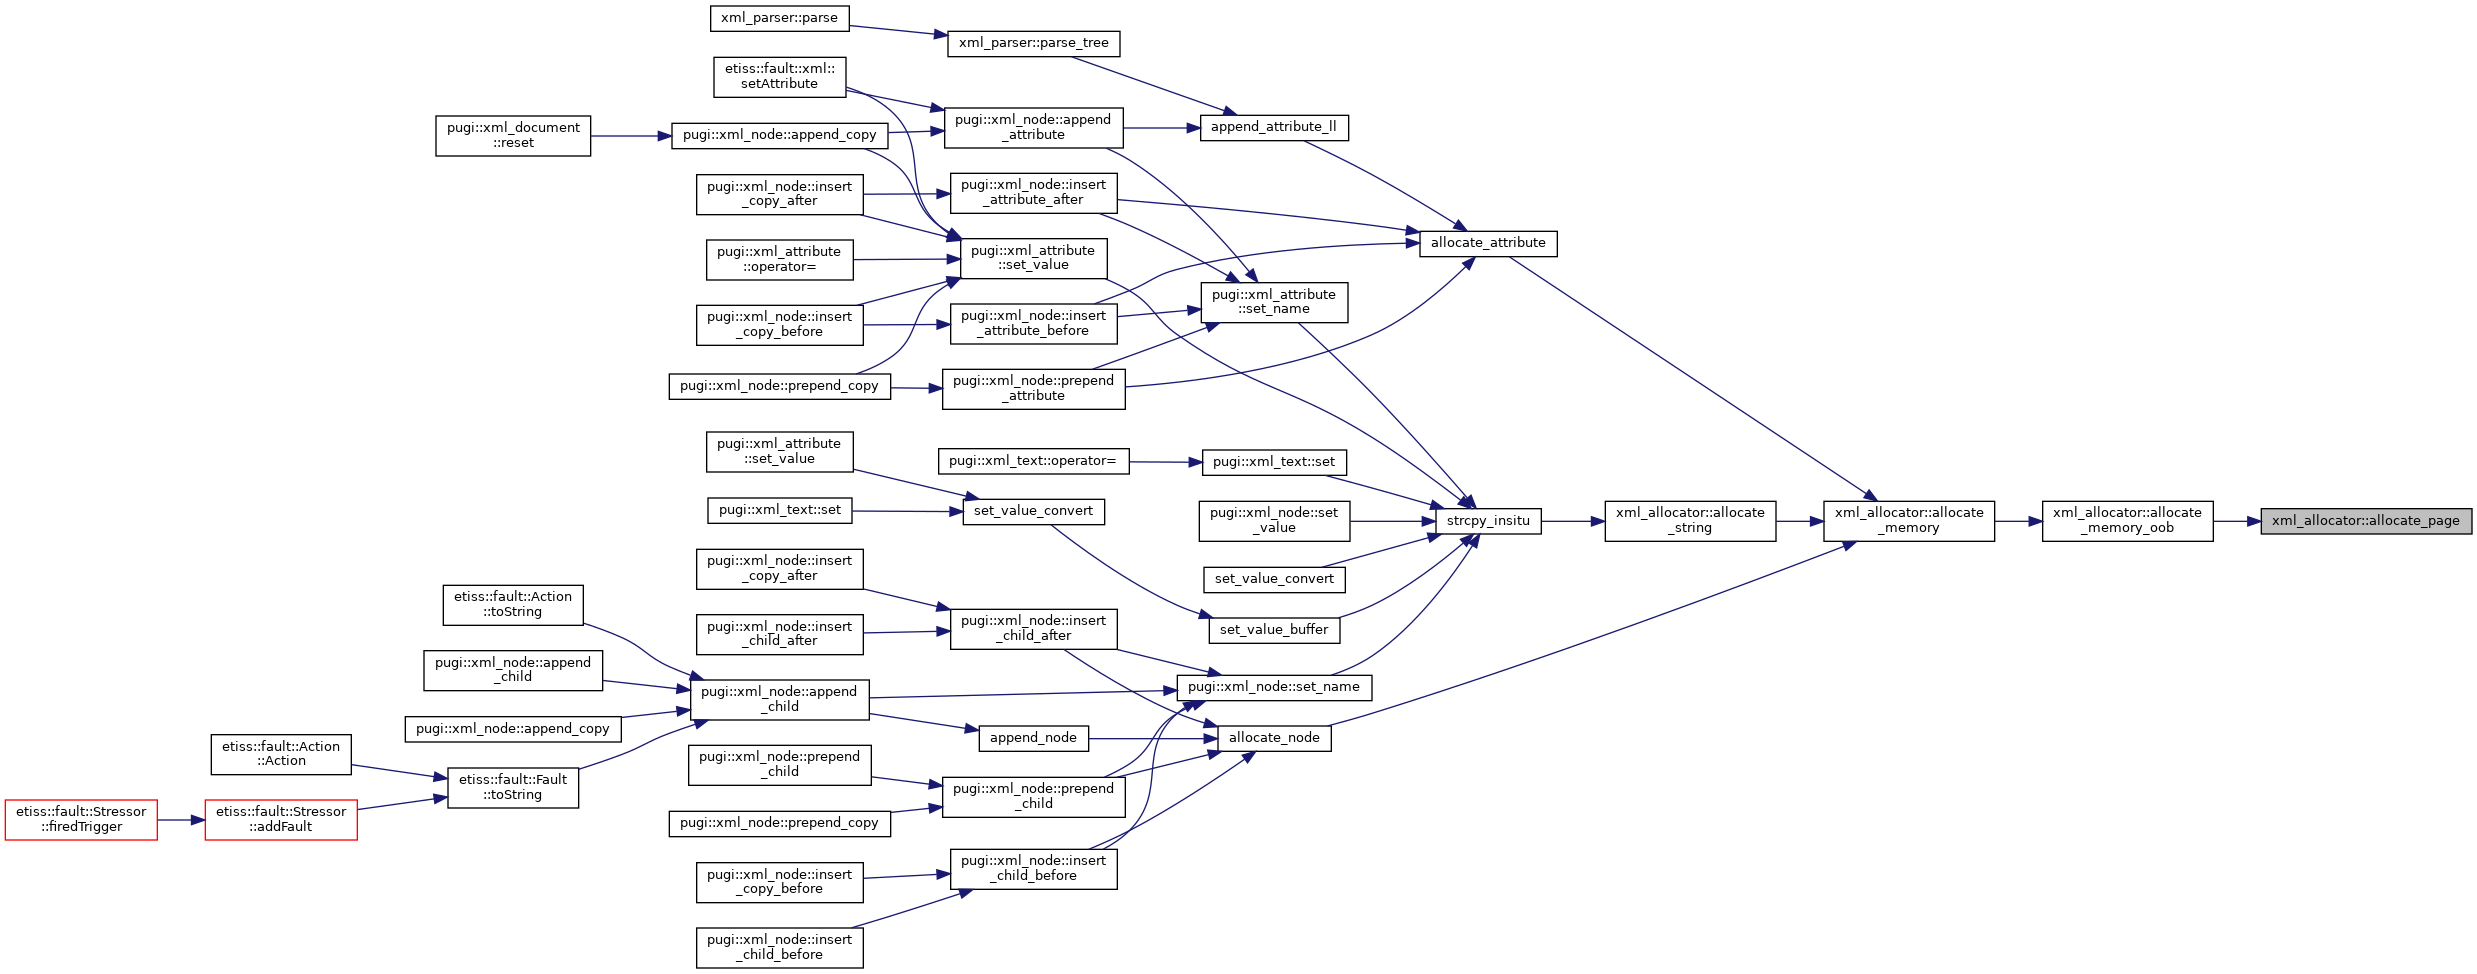 xml_parser::parse
xml_parser::parse_tree
etiss::fault::xml::
setAttribute
pugi::xml_node::append
_attribute
append_attribute_ll
pugi::xml_document
::reset
pugi::xml_node::append_copy
pugi::xml_node::insert
_copy_after
pugi::xml_node::insert
_attribute_after
allocate_attribute
pugi::xml_attribute
::operator=
pugi::xml_attribute
::set_value
pugi::xml_attribute
::set_name
pugi::xml_node::insert
_copy_before
pugi::xml_node::insert
_attribute_before
pugi::xml_node::prepend_copy
pugi::xml_node::prepend
_attribute
pugi::xml_attribute
::set_value
pugi::xml_text::operator=
pugi::xml_text::set
pugi::xml_text::set
set_value_convert
pugi::xml_node::set
_value
strcpy_insitu
xml_allocator::allocate
_string
xml_allocator::allocate
_memory
xml_allocator::allocate
_memory_oob
xml_allocator::allocate_page
pugi::xml_node::insert
_copy_after
set_value_convert
etiss::fault::Action
::toString
pugi::xml_node::insert
_child_after
pugi::xml_node::insert
_child_after
set_value_buffer
pugi::xml_node::append
_child
pugi::xml_node::append
_child
pugi::xml_node::set_name
pugi::xml_node::append_copy
append_node
allocate_node
etiss::fault::Action
::Action
pugi::xml_node::prepend
_child
etiss::fault::Fault
::toString
pugi::xml_node::prepend
_child
etiss::fault::Stressor
::firedTrigger
etiss::fault::Stressor
::addFault
pugi::xml_node::prepend_copy
pugi::xml_node::insert
_child_before
pugi::xml_node::insert
_copy_before
pugi::xml_node::insert
_child_before